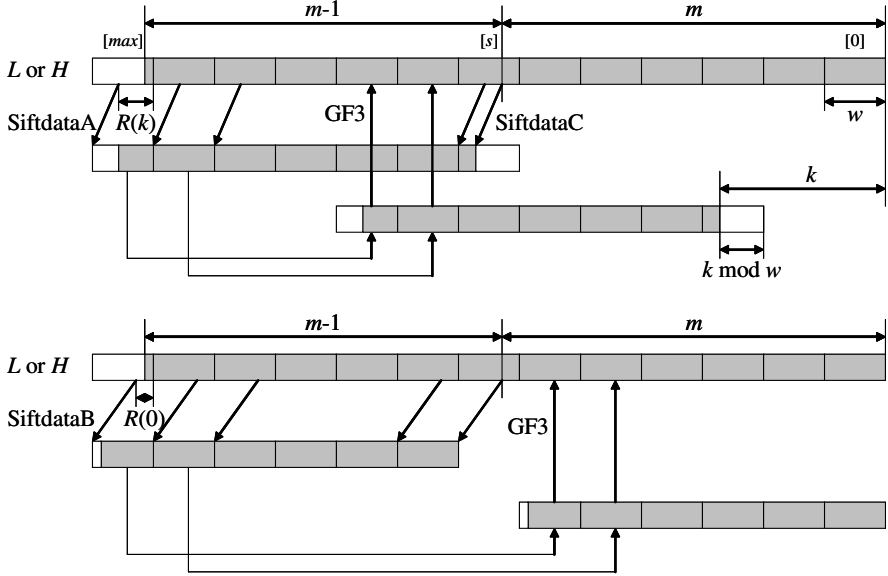 m-1 m
[max] [s] [0]
L or H
SiftdataA R(k) GF3 SiftdataC w
k
k mod w
m-1 m
L or H
SiftdataB R(0) GF3